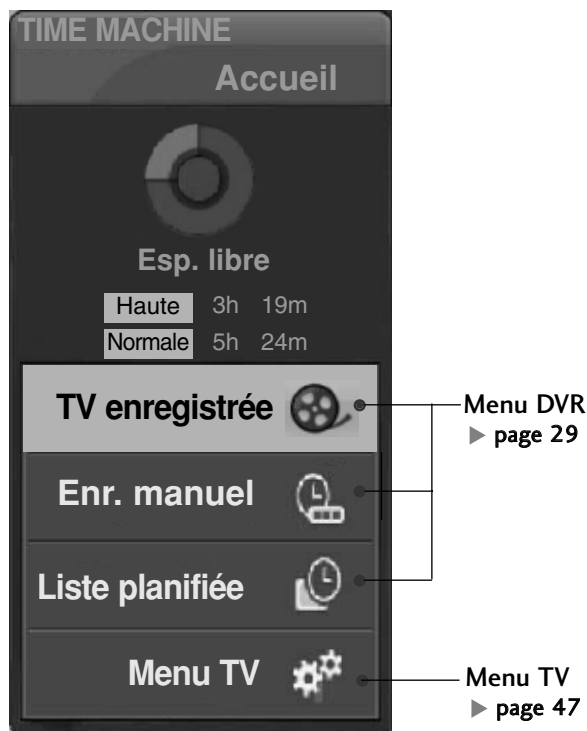 TIME MACHINE
Accueil
Esp. libre
Haute 3h 19m
Normale 5h 24m
TV enregistrée
Enr. manuel
Liste planifiée
Menu TV
Menu DVR
▶ page 29
Menu TV
▶ page 47